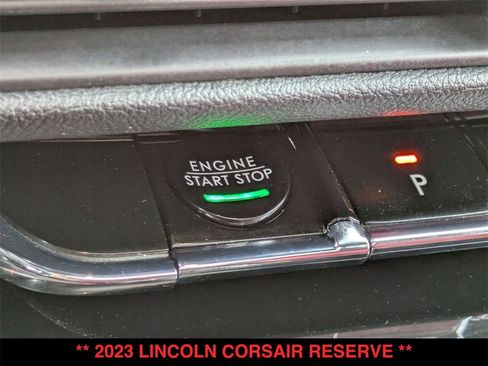 ENGINE
START STOP
P
** 2023 LINCOLN CORSAIR RESERVE **